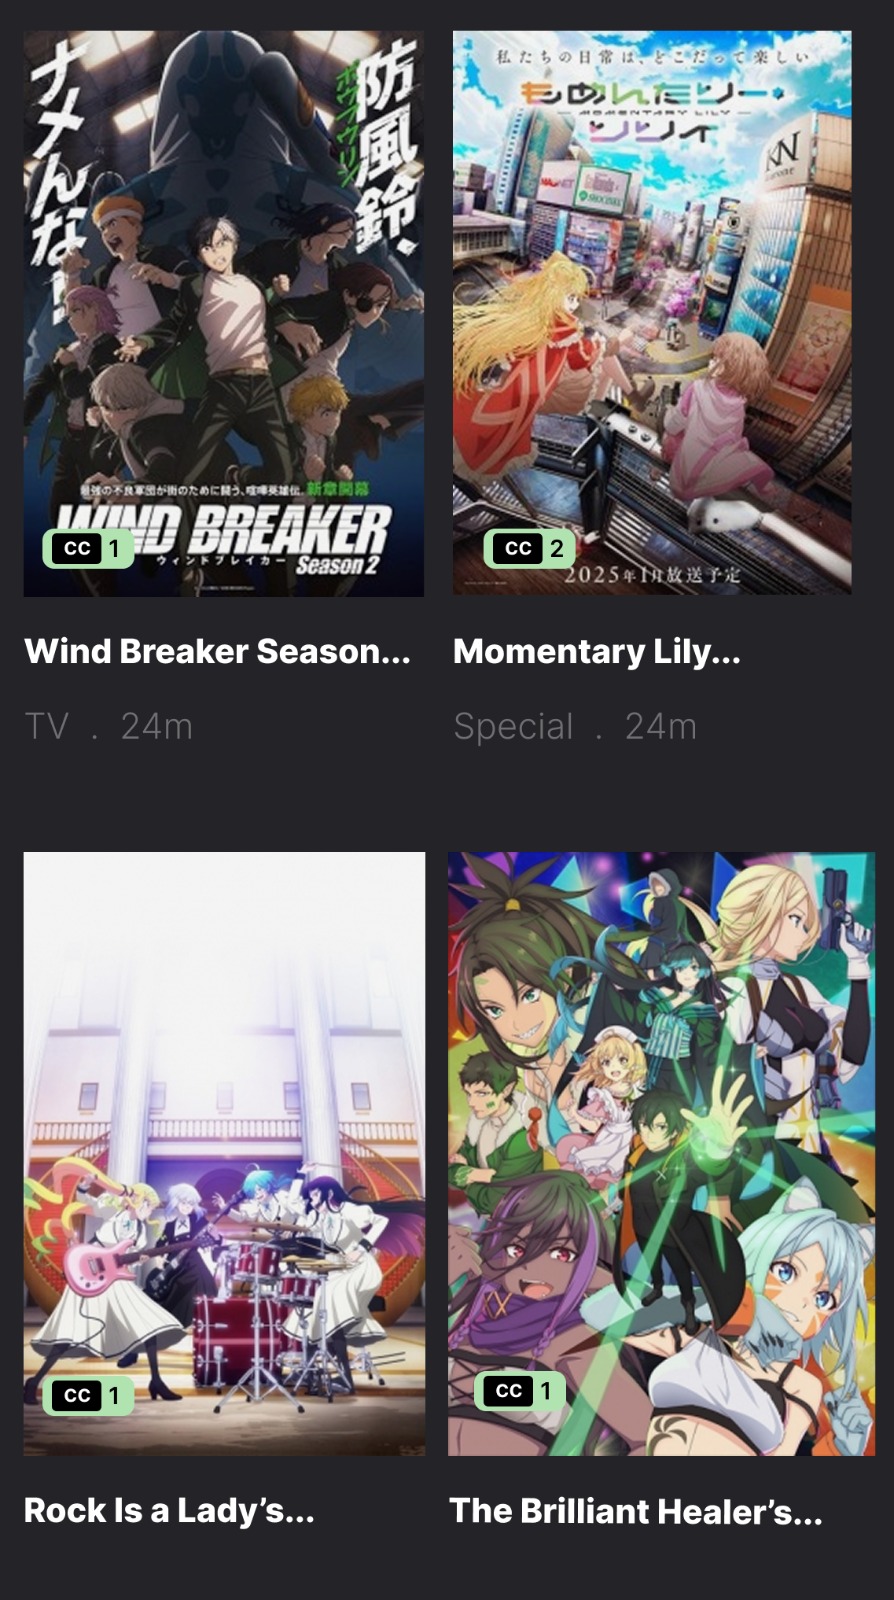 ナメんな!
防風鈴、
ボウフウリン
最強の不良軍団が街のために闘う、喧嘩英雄伝。新章開幕
WIND BREAKER
ウィンドブレイカー
Season 2
CC 1
私たちの日常は、どこだって楽しい
もめんたりー・
MOMENTARY LILY
リリィ
KN
2025年1月放送予定
CC 2
Wind Breaker Season...
Momentary Lily...
TV . 24m
Special . 24m
CC 1
CC 1
Rock Is a Lady’s...
The Brilliant Healer’s...